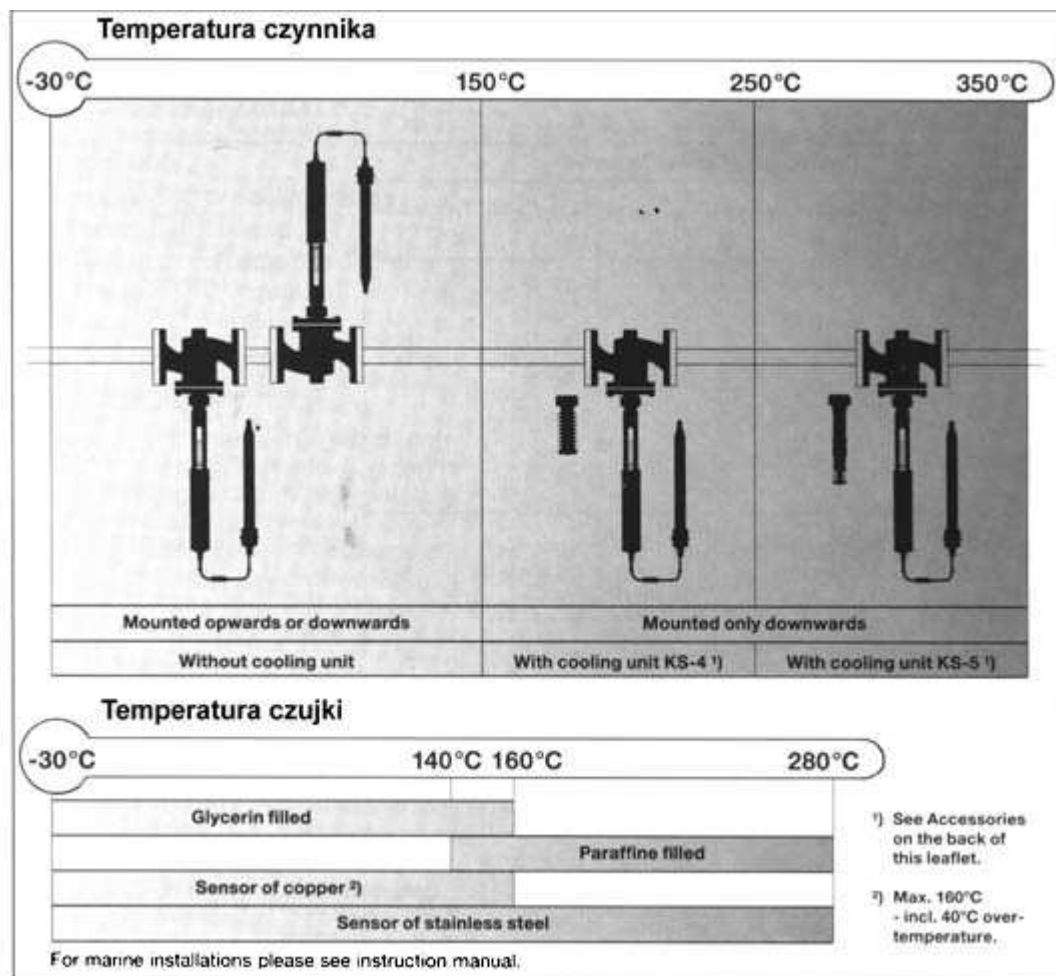 Temperatura czynnika
-30°C 150°C 250°C 350°C
Mounted opwards or downwards Mounted only downwards
Without cooling unit With cooling unit KS-4 ¹) With cooling unit KS-5 ¹)
Temperatura czujki
-30°C 140°C 160°C 280°C
Glycerin filled
Paraffine filled
Sensor of copper ²)
Sensor of stainless steel
¹) See Accessories
on the back of
this leaflet.
²) Max. 160°C
- incl. 40°C over-
temperature.
For marine installations please see instruction manual.